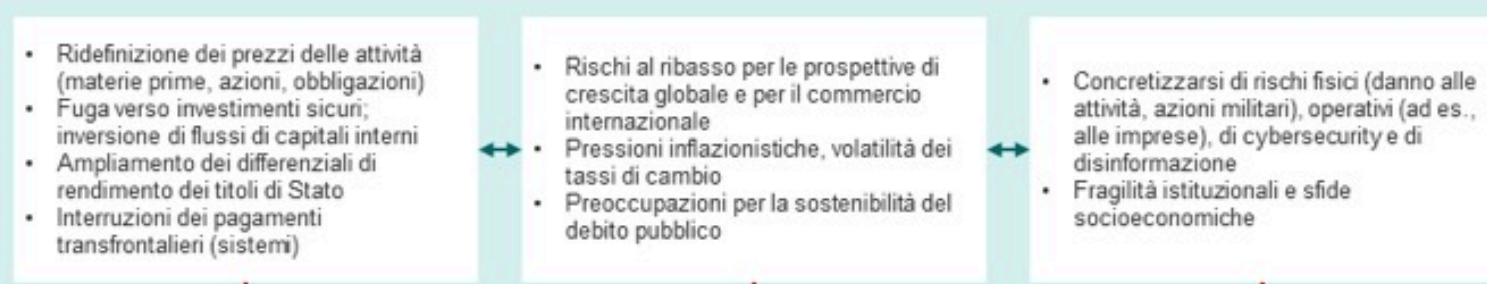 • Ridefinizione dei prezzi delle attività
(materie prime, azioni, obbligazioni)
• Fuga verso investimenti sicuri;
inversione di flussi di capitali interni
• Ampliamento dei differenziali di
rendimento dei titoli di Stato
• Interruzioni dei pagamenti
transfrontalieri (sistemi)
• Rischi al ribasso per le prospettive di
crescita globale e per il commercio
internazionale
• Pressioni inflazionistiche, volatilità dei
tassi di cambio
• Preoccupazioni per la sostenibilità del
debito pubblico
• Concretizzarsi di rischi fisici (danno alle
attività, azioni militari), operativi (ad es.,
alle imprese), di cybersecurity e di
disinformazione
• Fragilità istituzionali e sfide
socioeconomiche